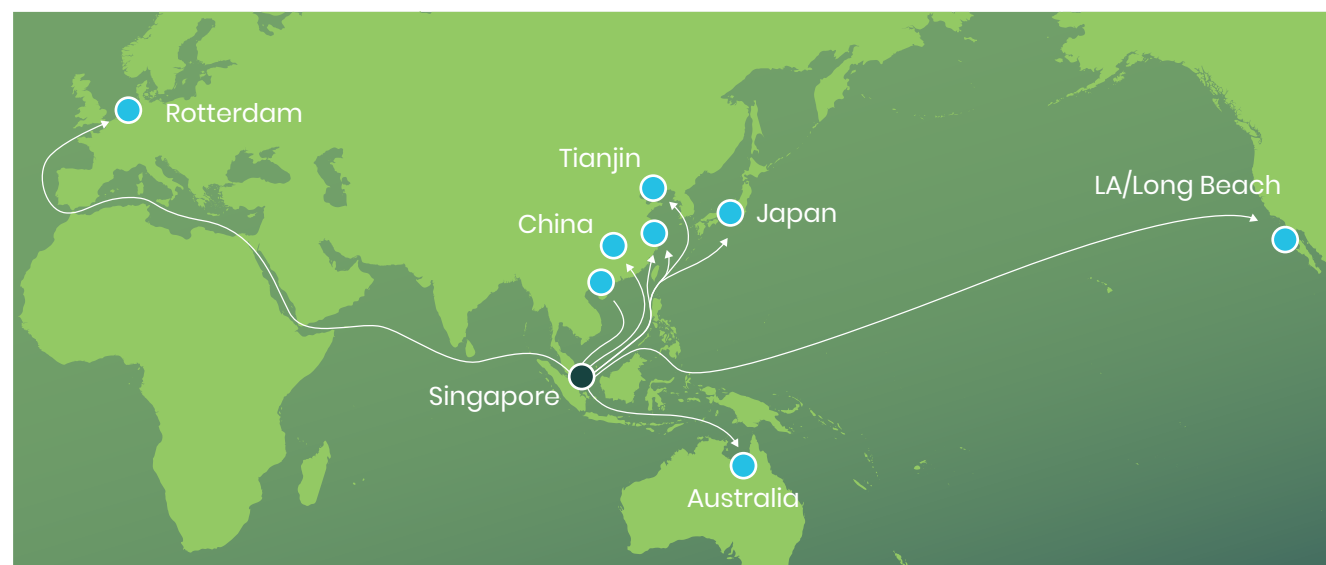 Rotterdam
Tianjin
LA/Long Beach
China
Japan
Singapore
Australia